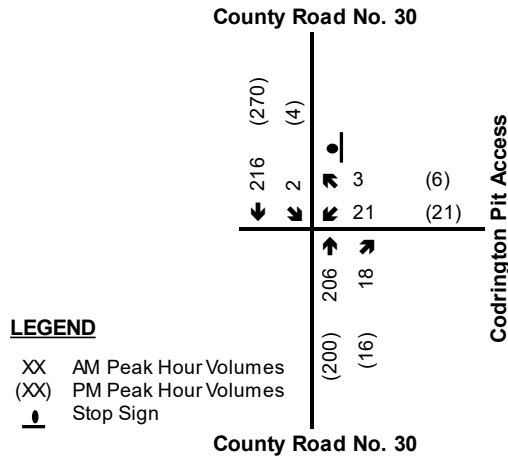 County Road No. 30
(270)
(4)
216
2
3 (6)
21 (21)
Codrington Pit Access
206
18
(200)
(16)
LEGEND
XX AM Peak Hour Volumes
(XX) PM Peak Hour Volumes
Stop Sign
County Road No. 30